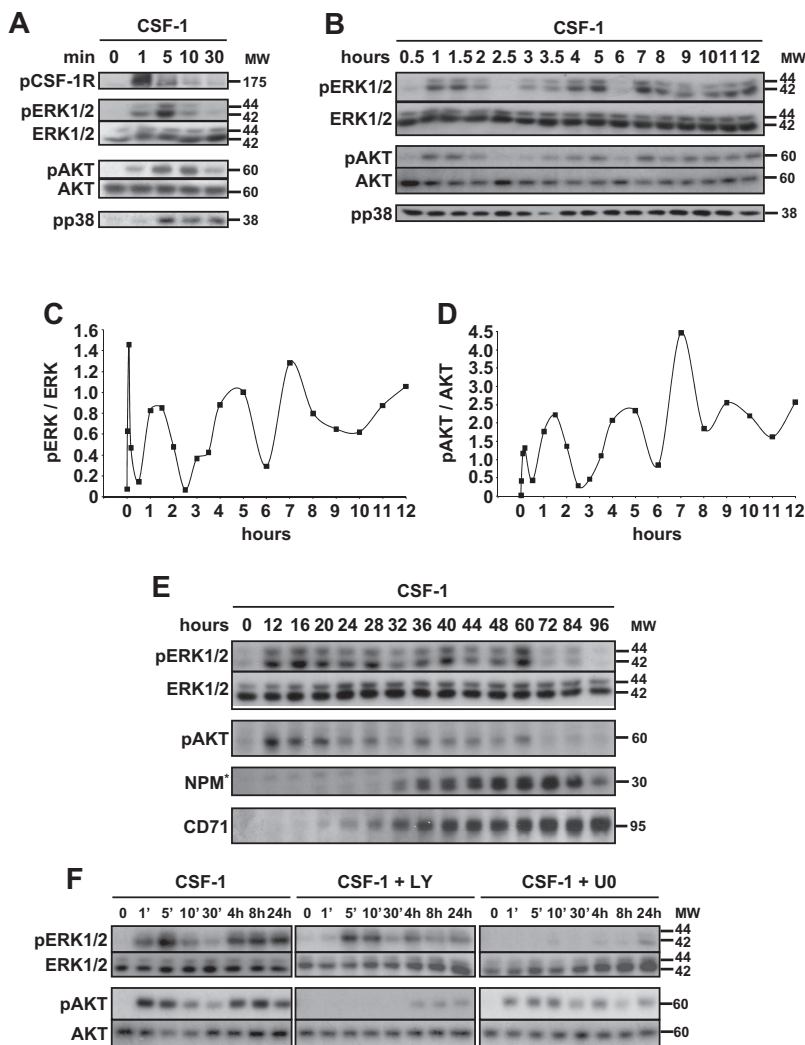 A
CSF-1
min 0 1 5 10 30 MW
pCSF-1R 175
pERK1/2 44
42
ERK1/2 44
42
pAKT 60
AKT 60
pp38 38
B
CSF-1
hours 0.5 1 1.5 2 2.5 3 3.5 4 5 6 7 8 9 10 11 12 MW
pERK1/2 44
42
ERK1/2 44
42
pAKT 60
AKT 60
pp38 38
C
pERK / ERK
1.6
1.4
1.2
1.0
0.8
0.6
0.4
0.2
0
0 1 2 3 4 5 6 7 8 9 10 11 12
hours
D
pAKT / AKT
4.5
4.0
3.5
3.0
2.5
2.0
1.5
1.0
0.5
0
0 1 2 3 4 5 6 7 8 9 10 11 12
hours
E
CSF-1
hours 0 12 16 20 24 28 32 36 40 44 48 60 72 84 96 MW
pERK1/2 44
42
ERK1/2 44
42
pAKT 60
NPM* 30
CD71 95
F
CSF-1 CSF-1 + LY CSF-1 + U0
0 1' 5' 10' 30' 4h 8h 24h 0 1' 5' 10' 30' 4h 8h 24h 0 1' 5' 10' 30' 4h 8h 24h MW
pERK1/2 44
42
ERK1/2 44
42
pAKT 60
AKT 60